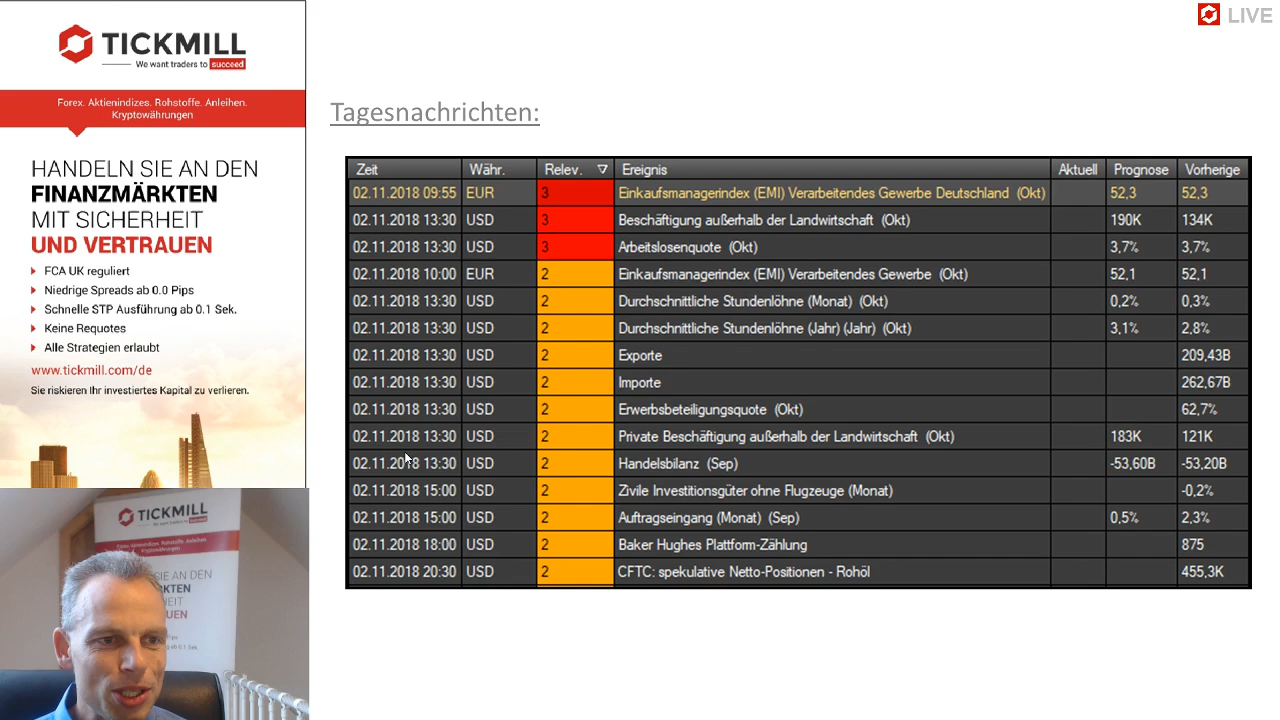 TICKMILL
We want traders to succeed
Forex. Aktienindizes. Rohstoffe. Anleihen.
Kryptowährungen
HANDELN SIE AN DEN
FINANZMÄRKTEN
MIT SICHERHEIT
UND VERTRAUEN
FCA UK reguliert
Niedrige Spreads ab 0.0 Pips
Schnelle STP Ausführung ab 0.1 Sek.
Keine Requotes
Alle Strategien erlaubt
www.tickmill.com/de
Sie riskieren Ihr investiertes Kapital zu verlieren.
LIVE
Tagesnachrichten:
Zeit Währ. Relev. Ereignis Aktuell Prognose Vorherige
02.11.2018 09:55 EUR 3 Einkaufsmanagerindex (EMI) Verarbeitendes Gewerbe Deutschland (Okt) 52,3 52,3
02.11.2018 13:30 USD 3 Beschäftigung außerhalb der Landwirtschaft (Okt) 190K 134K
02.11.2018 13:30 USD 3 Arbeitslosenquote (Okt) 3,7% 3,7%
02.11.2018 10:00 EUR 2 Einkaufsmanagerindex (EMI) Verarbeitendes Gewerbe (Okt) 52,1 52,1
02.11.2018 13:30 USD 2 Durchschnittliche Stundenlöhne (Monat) (Okt) 0,2% 0,3%
02.11.2018 13:30 USD 2 Durchschnittliche Stundenlöhne (Jahr) (Jahr) (Okt) 3,1% 2,8%
02.11.2018 13:30 USD 2 Exporte 209,43B
02.11.2018 13:30 USD 2 Importe 262,67B
02.11.2018 13:30 USD 2 Erwerbsbeteiligungsquote (Okt) 62,7%
02.11.2018 13:30 USD 2 Private Beschäftigung außerhalb der Landwirtschaft (Okt) 183K 121K
02.11.2018 13:30 USD 2 Handelsbilanz (Sep) -53,60B -53,20B
02.11.2018 15:00 USD 2 Zivile Investitionsgüter ohne Flugzeuge (Monat) -0,2%
02.11.2018 15:00 USD 2 Auftragseingang (Monat) (Sep) 0,5% 2,3%
02.11.2018 18:00 USD 2 Baker Hughes Plattform-Zählung 875
02.11.2018 20:30 USD 2 CFTC: spekulative Netto-Positionen - Rohöl 455,3K
TICKMILL
SIE AN DEN